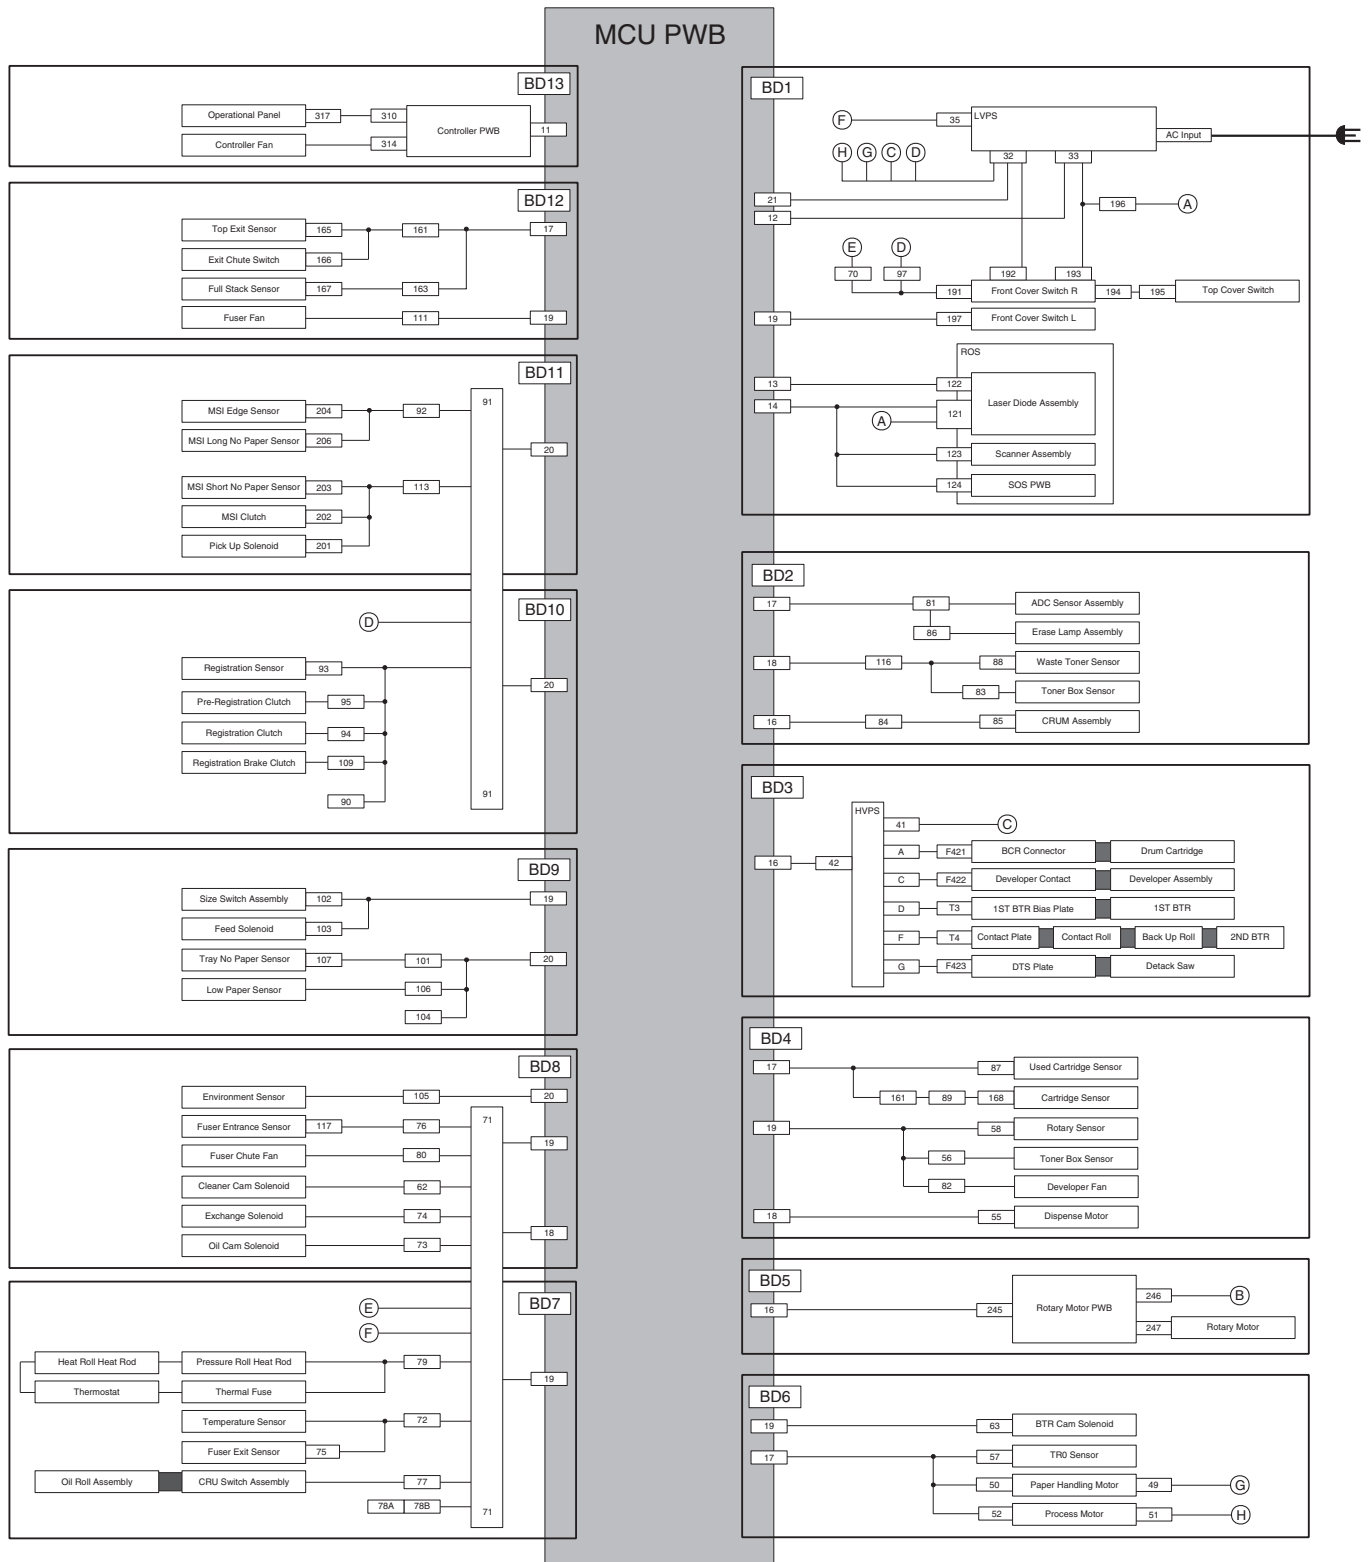 MCU PWB
BD13
Operational Panel 317 310
Controller PWB 11
Controller Fan 314
BD12
Top Exit Sensor 165 161 17
Exit Chute Switch 166
Full Stack Sensor 167 163
Fuser Fan 111 19
BD11
91
MSI Edge Sensor 204 92
MSI Long No Paper Sensor 206
20
MSI Short No Paper Sensor 203 113
MSI Clutch 202
Pick Up Solenoid 201
BD10
D
Registration Sensor 93
20
Pre-Registration Clutch 95
Registration Clutch 94
Registration Brake Clutch 109
90
91
BD9
Size Switch Assembly 102 19
Feed Solenoid 103
Tray No Paper Sensor 107 101 20
Low Paper Sensor 106
104
BD8
Environment Sensor 105 20
71
Fuser Entrance Sensor 117 76
19
Fuser Chute Fan 80
Cleaner Cam Solenoid 62
Exchange Solenoid 74
18
Oil Cam Solenoid 73
BD7
E
F
Heat Roll Heat Rod Pressure Roll Heat Rod 79
19
Thermostat Thermal Fuse
Temperature Sensor 72
Fuser Exit Sensor 75
Oil Roll Assembly CRU Switch Assembly 77
78A 78B
71
BD1
F 35 LVPS
AC Input
H G C D 32 33
21
12
196 A
E D
70 97 192 193
191 Front Cover Switch R 194 195 Top Cover Switch
19 197 Front Cover Switch L
ROS
13 122
Laser Diode Assembly
14 121
A
123 Scanner Assembly
124 SOS PWB
BD2
17 81 ADC Sensor Assembly
86 Erase Lamp Assembly
18 116 88 Waste Toner Sensor
83 Toner Box Sensor
16 84 85 CRUM Assembly
BD3
HVPS
41 C
A F421 BCR Connector Drum Cartridge
16 42
C F422 Developer Contact Developer Assembly
D T3 1ST BTR Bias Plate 1ST BTR
F T4 Contact Plate Contact Roll Back Up Roll 2ND BTR
G F423 DTS Plate Detack Saw
BD4
17 87 Used Cartridge Sensor
161 89 168 Cartridge Sensor
19 58 Rotary Sensor
56 Toner Box Sensor
82 Developer Fan
18 55 Dispense Motor
BD5
246 B
16 245 Rotary Motor PWB
247 Rotary Motor
BD6
19 63 BTR Cam Solenoid
17 57 TR0 Sensor
50 Paper Handling Motor 49 G
52 Process Motor 51 H